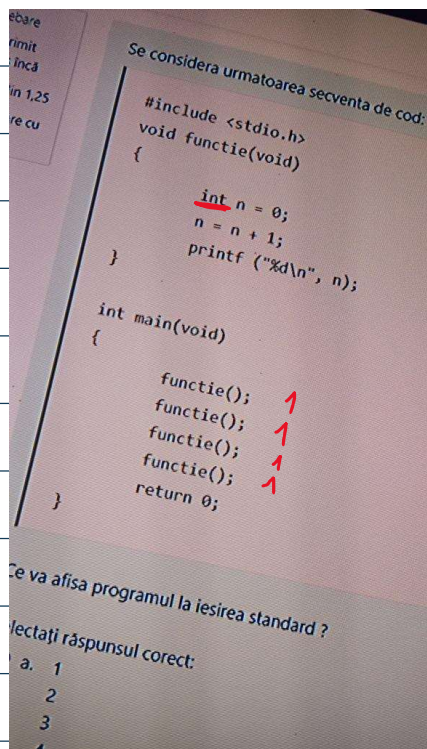 ebare
rimit
încă
in 1,25
re cu
Se considera urmatoarea secventa de cod:
#include <stdio.h>
void functie(void)
{
int n = 0;
n = n + 1;
printf ("%d\n", n);
}
int main(void)
{
functie(); 1
functie(); 1
functie(); 1
functie(); 1
return 0;
}
Ce va afisa programul la iesirea standard ?
lectați răspunsul corect:
a. 1
2
3